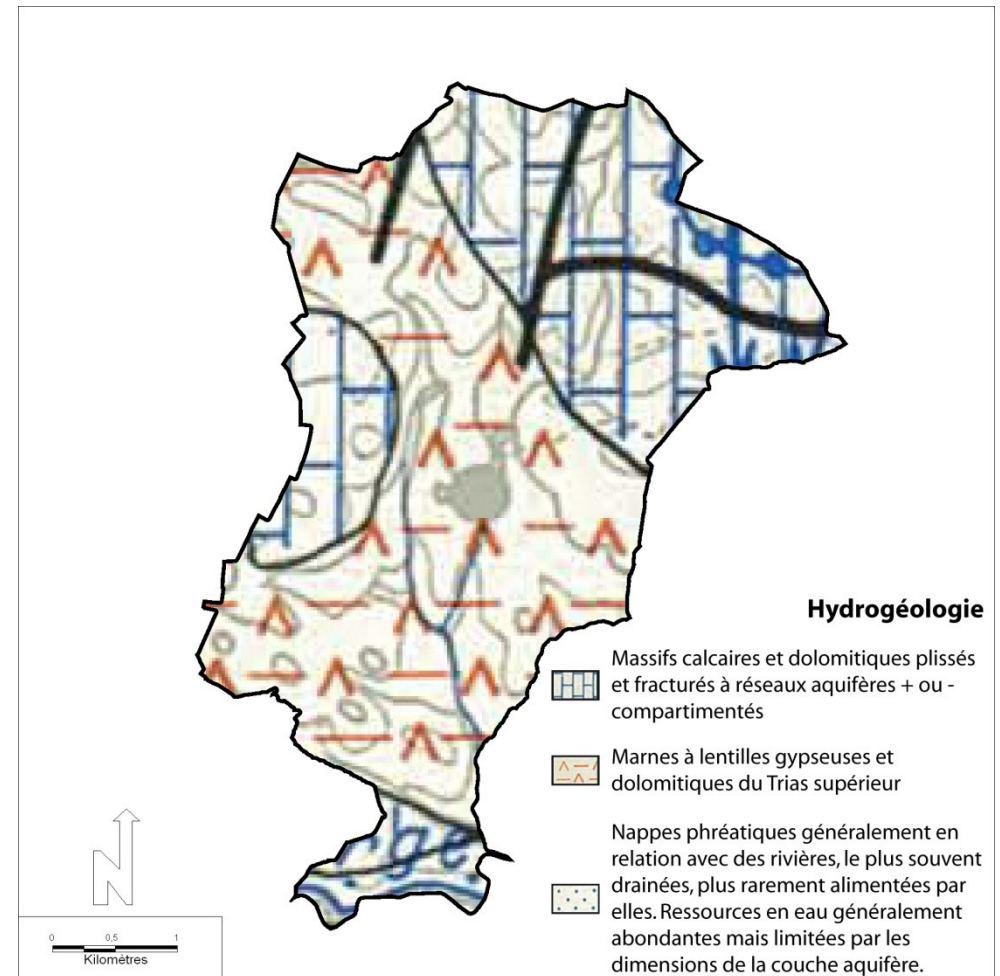 Hydrogéologie
Massifs calcaires et dolomitiques plissés
et fracturés à réseaux aquifères + ou -
compartimentés
Marnes à lentilles gypseuses et
dolomitiques du Trias supérieur
Nappes phréatiques généralement en
relation avec des rivières, le plus souvent
drainées, plus rarement alimentées par
elles. Ressources en eau généralement
abondantes mais limitées par les
dimensions de la couche aquifère.
ge
N
0 0,5 1
Kilomètres